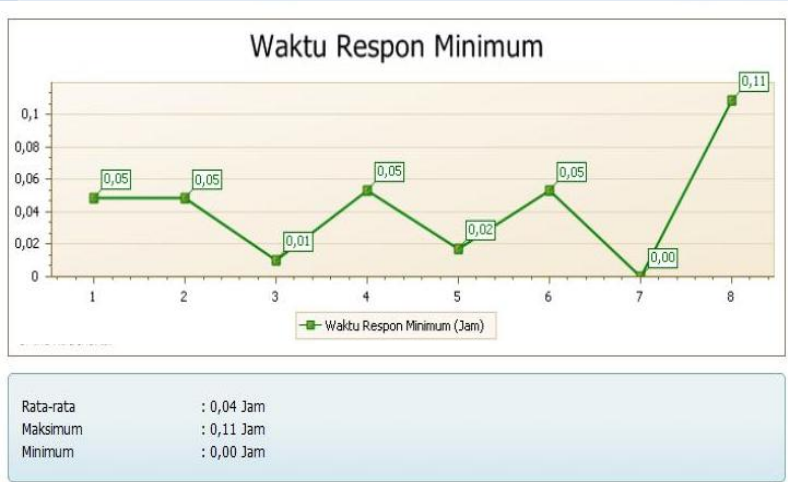 Waktu Respon Minimum
0,11
0,1
0,08
0,06
0,05
0,05
0,05
0,05
0,04
0,02
0,01
0,02
0,00
0
1 2 3 4 5 6 7 8
Waktu Respon Minimum (Jam)
Rata-rata : 0,04 Jam
Maksimum : 0,11 Jam
Minimum : 0,00 Jam